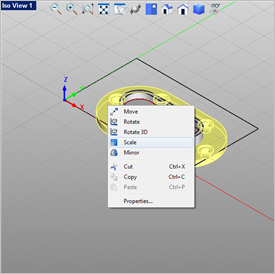 Iso View 1
Z
X
Move
Rotate
Rotate 3D
Scale
Mirror
Cut Ctrl+X
Copy Ctrl+C
Paste Ctrl+P
Properties...